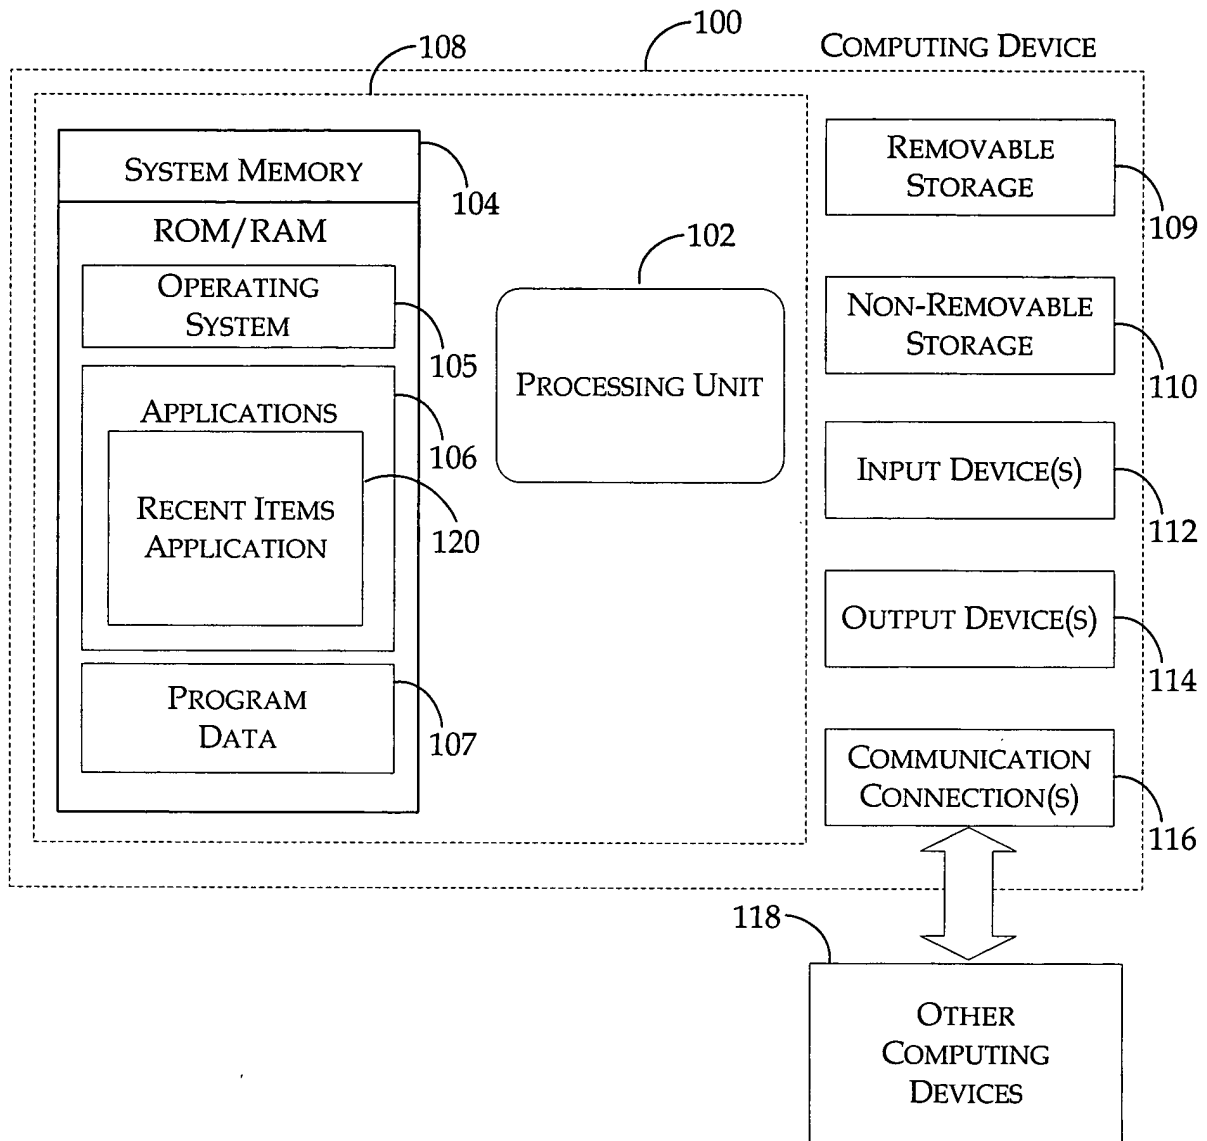 100
COMPUTING DEVICE
108
SYSTEM MEMORY
104
ROM/RAM
OPERATING
SYSTEM
105
APPLICATIONS
106
RECENT ITEMS
APPLICATION
120
PROGRAM
DATA
107
102
PROCESSING UNIT
REMOVABLE
STORAGE
109
NON-REMOVABLE
STORAGE
110
INPUT DEVICE(S)
112
OUTPUT DEVICE(S)
114
COMMUNICATION
CONNECTION(S)
116
118
OTHER
COMPUTING
DEVICES